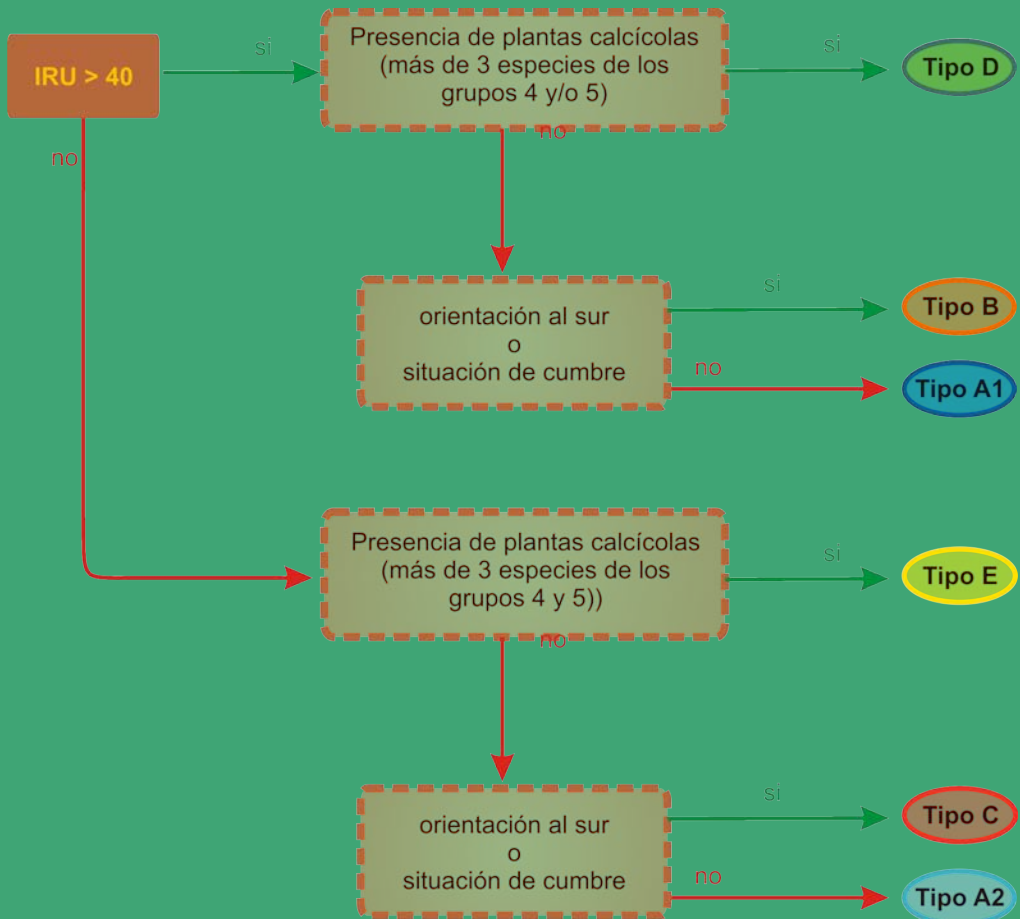 IRU > 40
si
Presencia de plantas calcícolas
(más de 3 especies de los
grupos 4 y/o 5)
si
Tipo D
no
no
orientación al sur
o
situación de cumbre
si
Tipo B
no
Tipo A1
Presencia de plantas calcícolas
(más de 3 especies de los
grupos 4 y 5))
si
Tipo E
no
orientación al sur
o
situación de cumbre
si
Tipo C
no
Tipo A2